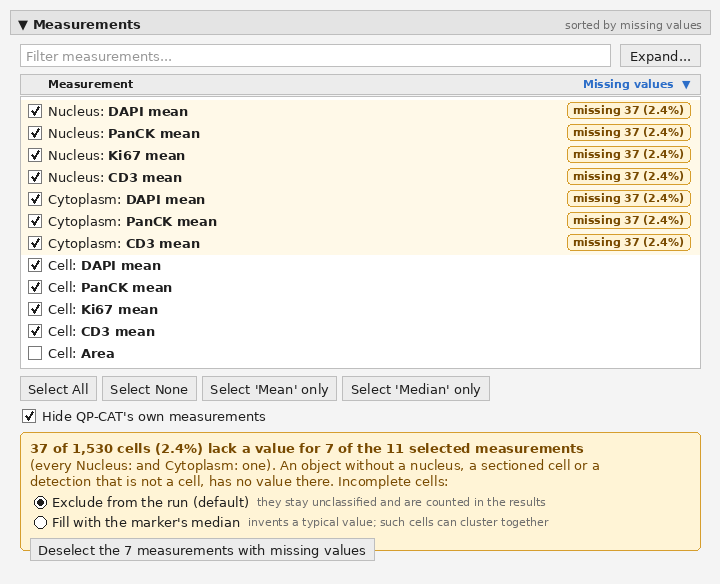 ▼ Measurements sorted by missing values
Filter measurements... Expand...
Measurement Missing values ▼
Nucleus: DAPI mean missing 37 (2.4%)
Nucleus: PanCK mean missing 37 (2.4%)
Nucleus: Ki67 mean missing 37 (2.4%)
Nucleus: CD3 mean missing 37 (2.4%)
Cytoplasm: DAPI mean missing 37 (2.4%)
Cytoplasm: PanCK mean missing 37 (2.4%)
Cytoplasm: CD3 mean missing 37 (2.4%)
Cell: DAPI mean
Cell: PanCK mean
Cell: Ki67 mean
Cell: CD3 mean
Cell: Area
Select All Select None Select 'Mean' only Select 'Median' only
Hide QP-CAT's own measurements
37 of 1,530 cells (2.4%) lack a value for 7 of the 11 selected measurements
(every Nucleus: and Cytoplasm: one). An object without a nucleus, a sectioned cell or a
detection that is not a cell, has no value there. Incomplete cells:
Exclude from the run (default) they stay unclassified and are counted in the results
Fill with the marker's median invents a typical value; such cells can cluster together
Deselect the 7 measurements with missing values